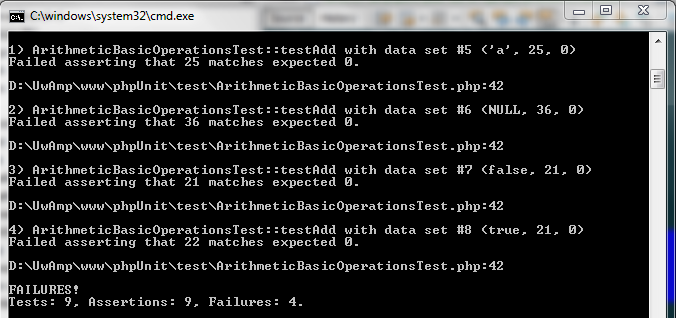 C:\windows\system32\cmd.exe
1) ArithmeticBasicOperationsTest::testAdd with data set #5 ('a', 25, 0)
Failed asserting that 25 matches expected 0.
D:\UwAmp\www\phpUnit\test\ArithmeticBasicOperationsTest.php:42
2) ArithmeticBasicOperationsTest::testAdd with data set #6 (NULL, 36, 0)
Failed asserting that 36 matches expected 0.
D:\UwAmp\www\phpUnit\test\ArithmeticBasicOperationsTest.php:42
3) ArithmeticBasicOperationsTest::testAdd with data set #7 (false, 21, 0)
Failed asserting that 21 matches expected 0.
D:\UwAmp\www\phpUnit\test\ArithmeticBasicOperationsTest.php:42
4) ArithmeticBasicOperationsTest::testAdd with data set #8 (true, 21, 0)
Failed asserting that 22 matches expected 0.
D:\UwAmp\www\phpUnit\test\ArithmeticBasicOperationsTest.php:42
FAILURES!
Tests: 9, Assertions: 9, Failures: 4.